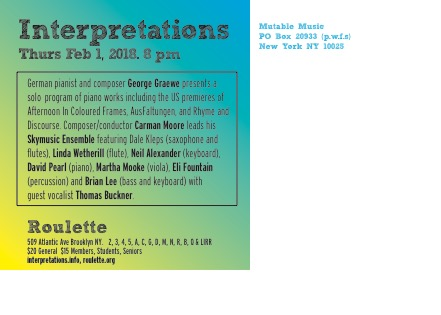 Interpretations
Thurs Feb 1, 2018. 8 pm
German pianist and composer George Graewe presents a
solo program of piano works including the US premieres of
Afternoon In Coloured Frames, AusFaltungen, and Rhyme and
Discourse. Composer/conductor Carman Moore leads his
Skymusic Ensemble featuring Dale Kleps (saxophone and
flutes), Linda Wetherill (flute), Neil Alexander (keyboard),
David Pearl (piano), Martha Mooke (viola), Eli Fountain
(percussion) and Brian Lee (bass and keyboard) with
guest vocalist Thomas Buckner.
Roulette
509 Atlantic Ave Brooklyn NY. 2, 3, 4, 5, A, C, G, D, M, N, R, B, Q & LIRR
$20 General $15 Members, Students, Seniors
interpretations.info, roulette.org
Mutable Music
PO Box 20933 (p.w.f.s)
New York NY 10025